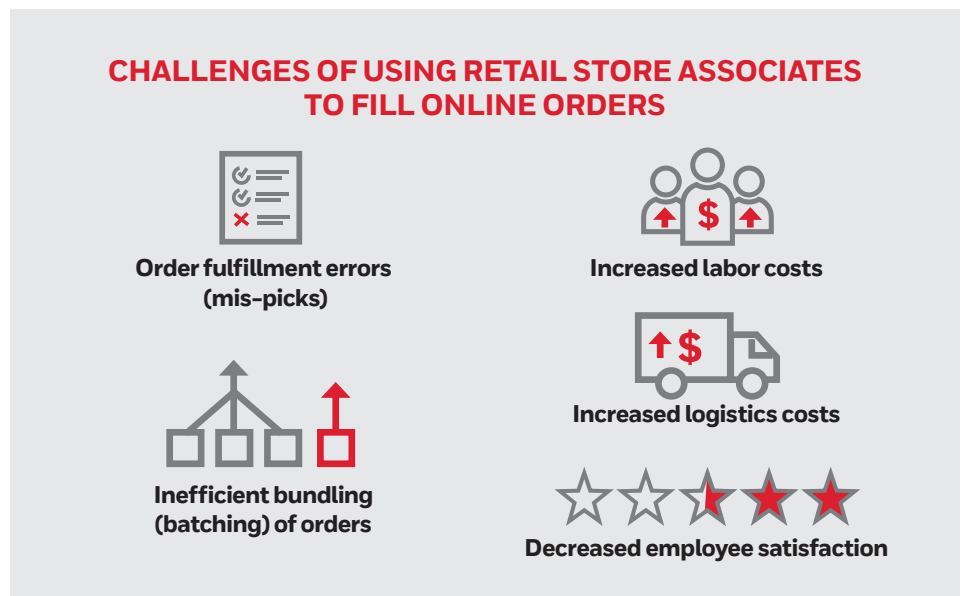 CHALLENGES OF USING RETAIL STORE ASSOCIATES
TO FILL ONLINE ORDERS
Order fulfillment errors
(mis-picks)
Inefficient bundling
(batching) of orders
$
Increased labor costs
$
Increased logistics costs
Decreased employee satisfaction